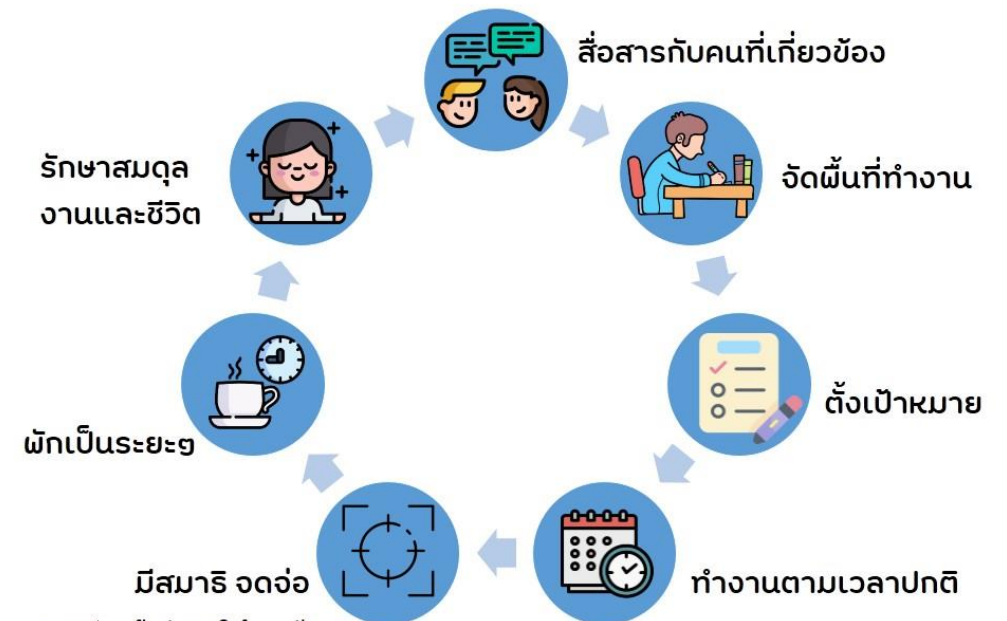 สื่อสารกับคนที่เกี่ยวข้อง
จัดพื้นที่ทำงาน
ตั้งเป้าหมาย
ทำงานตามเวลาปกติ
มีสมาธิ จดจ่อ
พักเป็นระยะๆ
รักษาสมดุล
งานและชีวิต